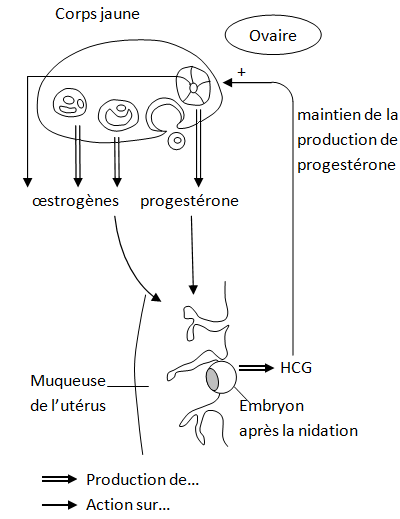 Corps jaune
Ovaire
+
maintien de la
production de
progestérone
œstrogènes
progestérone
HCG
Muqueuse
de l’utérus
Embryon
après la nidation
Production de...
Action sur...